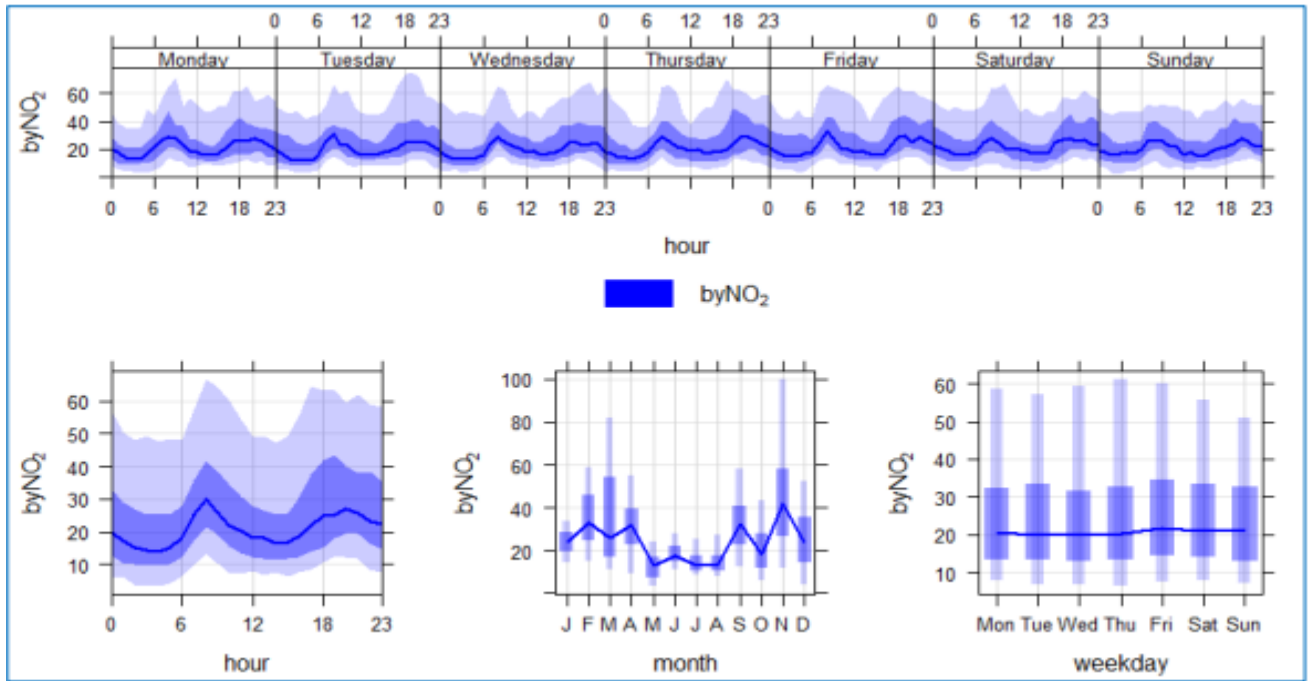 0 6 12 18 23 0 6 12 18 23 0 6 12 18 23
Monday Tuesday Wednesday Thursday Friday Saturday Sunday
byNO₂
60
40
20
0 6 12 18 23 0 6 12 18 23 0 6 12 18 23 0 6 12 18 23
hour
byNO₂
byNO₂
60
50
40
30
20
10
0 6 12 18 23
hour
byNO₂
100
80
60
40
20
J F M A M J J A S O N D
month
byNO₂
60
50
40
30
20
10
Mon Tue Wed Thu Fri Sat Sun
weekday